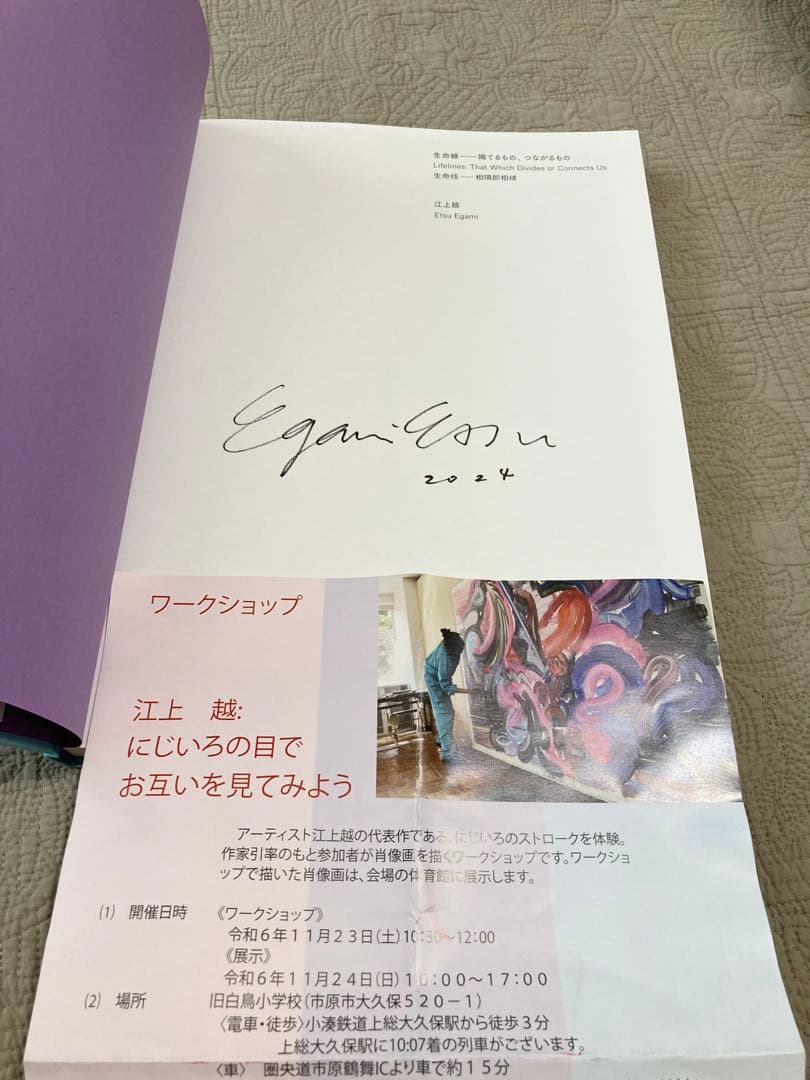 生命線──隔てるもの、つながるもの
Lifelines: That Which Divides or Connects Us
生命线──相隔即相续
江上越
Etsu Egami
Egami Etsu
2024
ワークショップ
江上 越:
にじいろの目で
お互いを見てみよう
アーティスト江上越の代表作である、にじいろのストロークを体験。
作家引率のもと参加者が肖像画を描くワークショップです。ワークショ
ップで描いた肖像画は、会場の体育館に展示します。
(1) 開催日時 《ワークショップ》
令和6年11月23日(土)10:30~12:00
《展示》
令和6年11月24日(日)10:00~17:00
(2) 場所 旧白鳥小学校(市原市大久保520-1)
〈電車・徒歩〉小湊鉄道上総大久保駅から徒歩3分
上総大久保駅に10:07着の列車がございます。
〈車〉 圏央道市原鶴舞ICより車で約15分